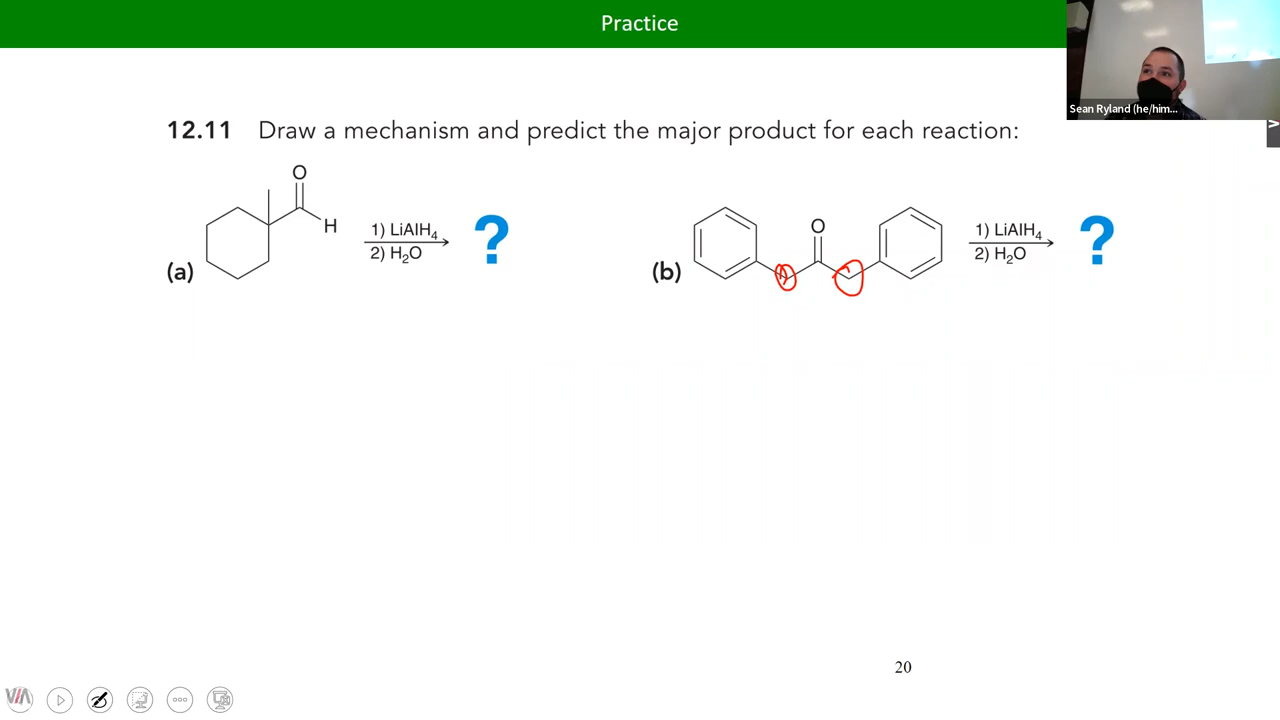 Practice
Sean Ryland (he/him...
12.11 Draw a mechanism and predict the major product for each reaction:
(a)
O
H
1) LiAlH4
2) H2O
?
(b)
O
1) LiAlH4
2) H2O
?
20